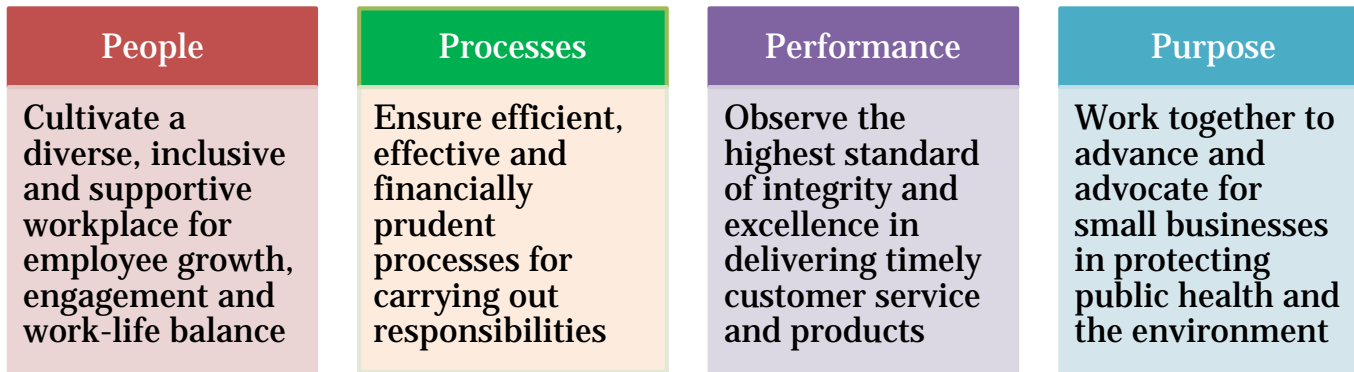 People
Cultivate a
diverse, inclusive
and supportive
workplace for
employee growth,
engagement and
work-life balance
Processes
Ensure efficient,
effective and
financially
prudent
processes for
carrying out
responsibilities
Performance
Observe the
highest standard
of integrity and
excellence in
delivering timely
customer service
and products
Purpose
Work together to
advance and
advocate for
small businesses
in protecting
public health and
the environment